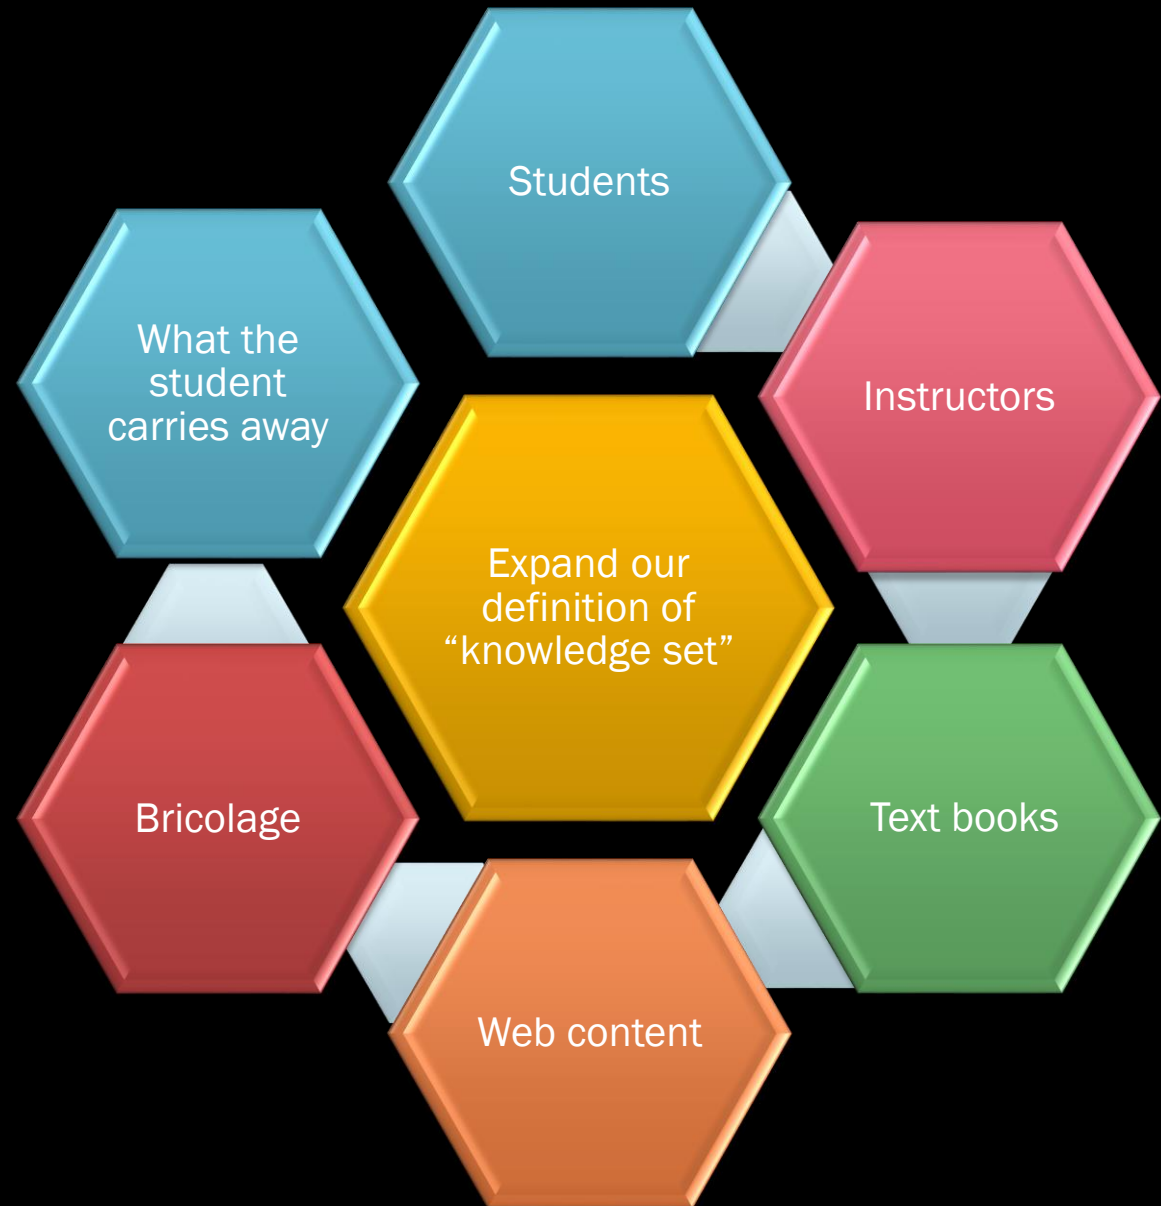 Students
Instructors
Text books
Web content
Bricolage
What the
student
carries away
Expand our
definition of
“knowledge set”